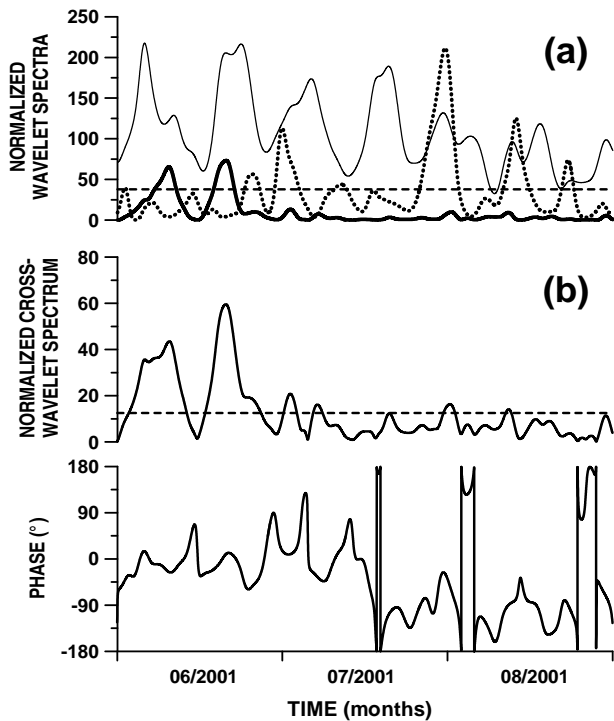 NORMALIZED
WAVELET SPECTRA
250
200
150
100
50
0
(a)
NORMALIZED CROSS-
WAVELET SPECTRUM
80
60
40
20
0
(b)
PHASE (°)
180
90
0
-90
-180
06/2001 07/2001 08/2001
TIME (months)